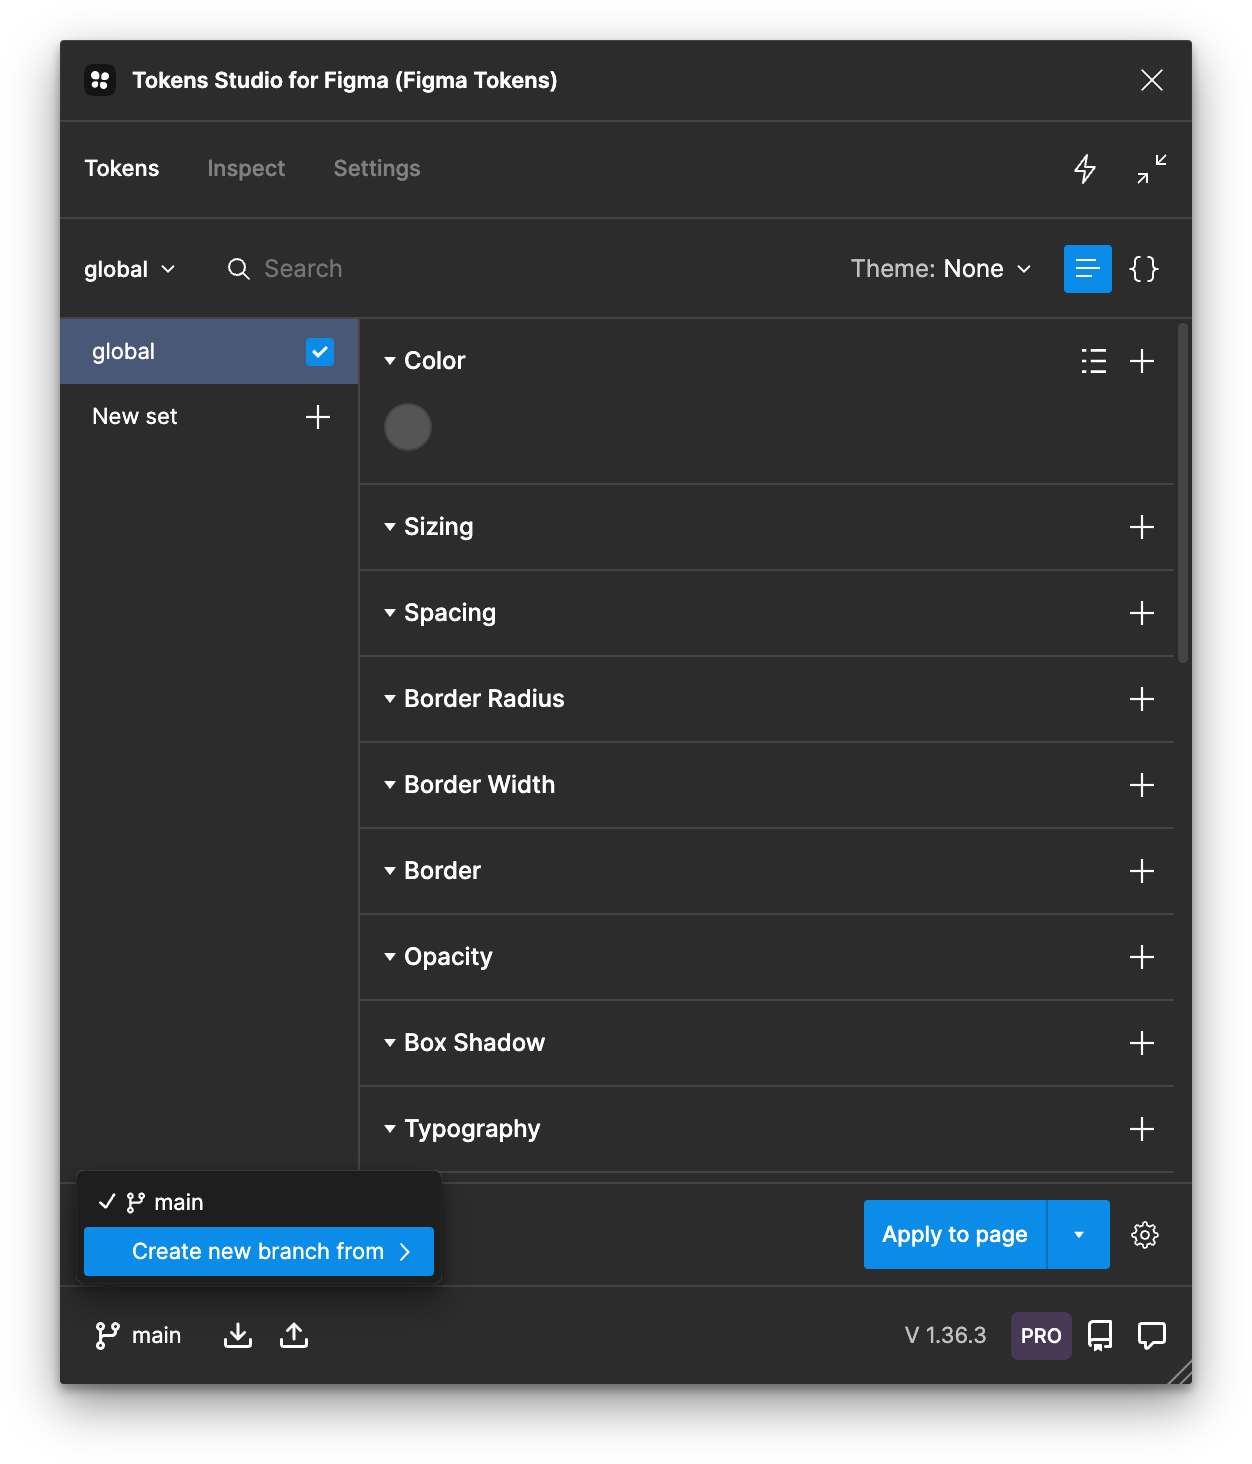 Tokens Studio for Figma (Figma Tokens)
Tokens Inspect Settings
global Search Theme: None {}
global
New set
Color
Sizing
Spacing
Border Radius
Border Width
Border
Opacity
Box Shadow
Typography
main
Create new branch from
Apply to page
main V 1.36.3 PRO